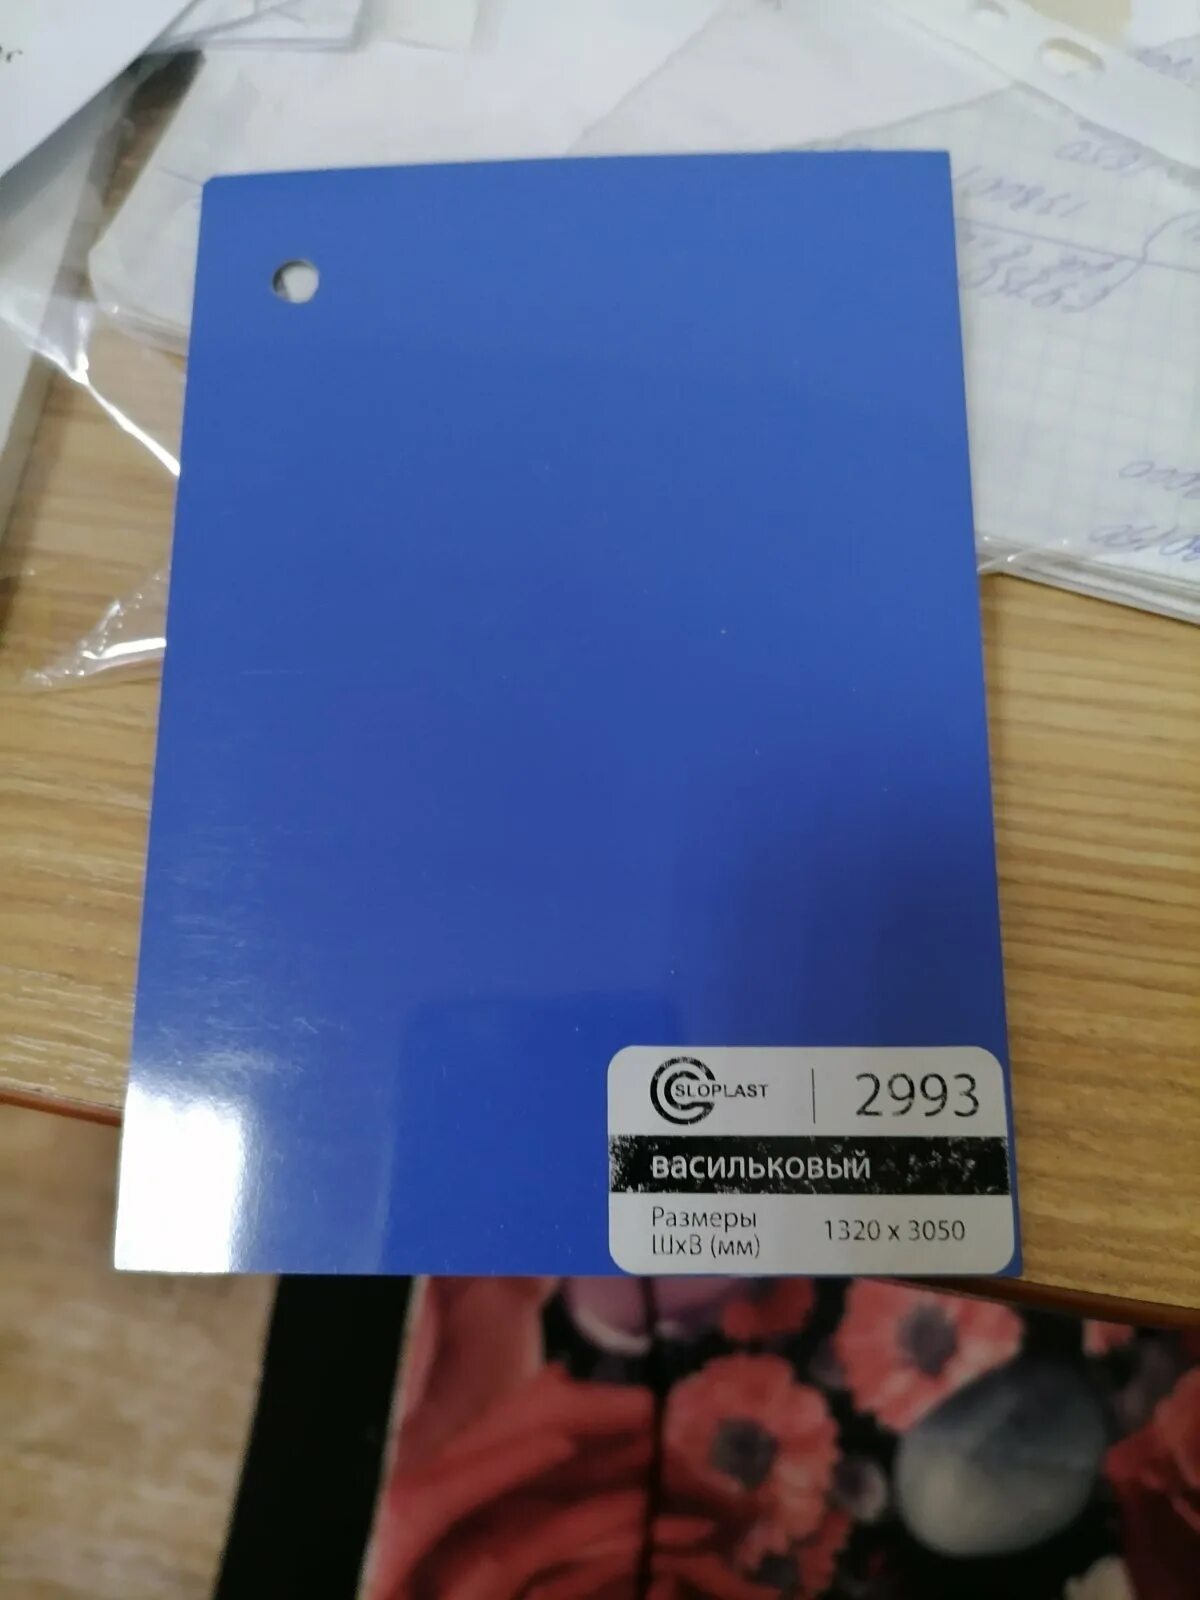 SLOPLAST
2993
васильковый
Размеры
ШхВ (мм)
1320 x 3050